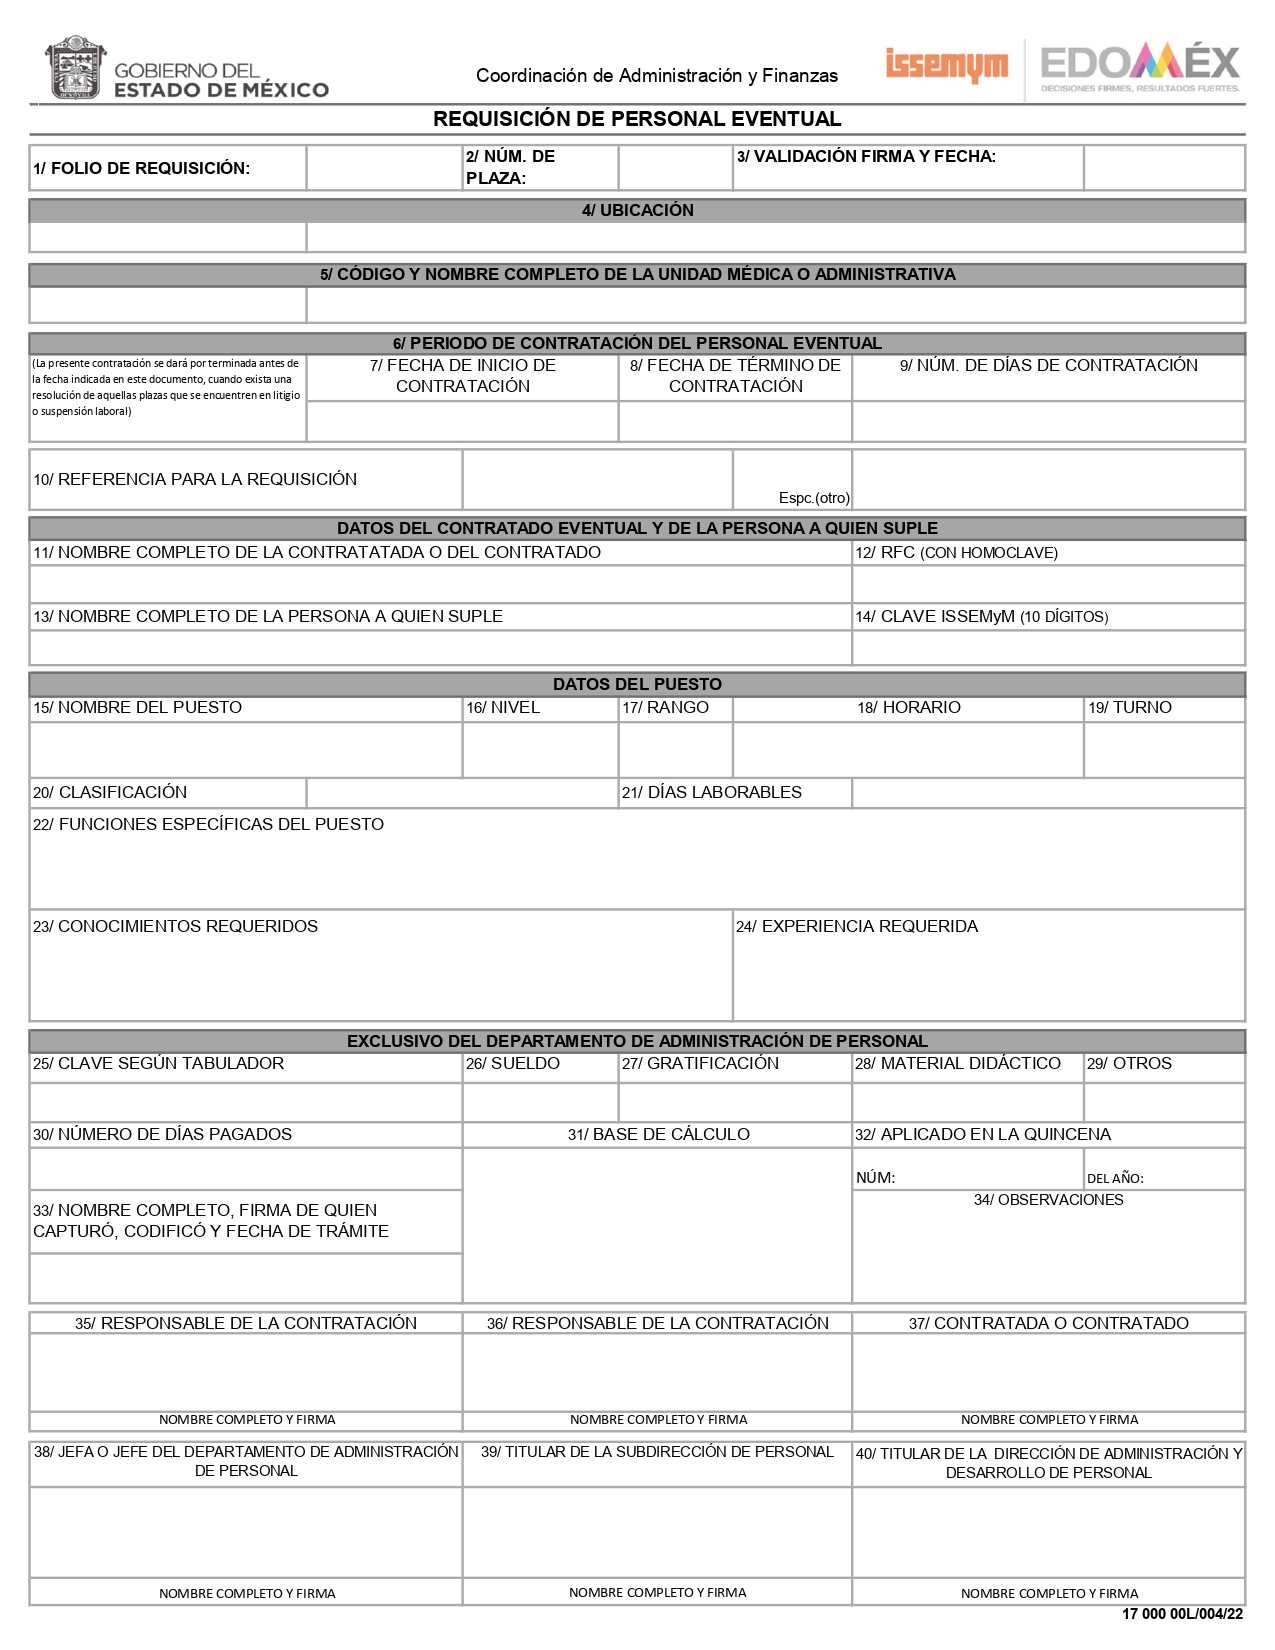 GOBIERNO DEL
ESTADO DE MÉXICO
Coordinación de Administración y Finanzas
issemym
EDOMÉX
DECISIONES FIRMES, RESULTADOS FUERTES.
REQUISICIÓN DE PERSONAL EVENTUAL
1/ FOLIO DE REQUISICIÓN:
2/ NÚM. DE
PLAZA:
3/ VALIDACIÓN FIRMA Y FECHA:
4/ UBICACIÓN
5/ CÓDIGO Y NOMBRE COMPLETO DE LA UNIDAD MÉDICA O ADMINISTRATIVA
6/ PERIODO DE CONTRATACIÓN DEL PERSONAL EVENTUAL
(La presente contratación se dará por terminada antes de
la fecha indicada en este documento, cuando exista una
resolución de aquellas plazas que se encuentren en litigio
o suspensión laboral)
7/ FECHA DE INICIO DE
CONTRATACIÓN
8/ FECHA DE TÉRMINO DE
CONTRATACIÓN
9/ NÚM. DE DÍAS DE CONTRATACIÓN
10/ REFERENCIA PARA LA REQUISICIÓN
Espc.(otro)
DATOS DEL CONTRATADO EVENTUAL Y DE LA PERSONA A QUIEN SUPLE
11/ NOMBRE COMPLETO DE LA CONTRATATADA O DEL CONTRATADO
12/ RFC (CON HOMOCLAVE)
13/ NOMBRE COMPLETO DE LA PERSONA A QUIEN SUPLE
14/ CLAVE ISSEMyM (10 DÍGITOS)
DATOS DEL PUESTO
15/ NOMBRE DEL PUESTO
16/ NIVEL
17/ RANGO
18/ HORARIO
19/ TURNO
20/ CLASIFICACIÓN
21/ DÍAS LABORABLES
22/ FUNCIONES ESPECÍFICAS DEL PUESTO
23/ CONOCIMIENTOS REQUERIDOS
24/ EXPERIENCIA REQUERIDA
EXCLUSIVO DEL DEPARTAMENTO DE ADMINISTRACIÓN DE PERSONAL
25/ CLAVE SEGÚN TABULADOR
26/ SUELDO
27/ GRATIFICACIÓN
28/ MATERIAL DIDÁCTICO
29/ OTROS
30/ NÚMERO DE DÍAS PAGADOS
31/ BASE DE CÁLCULO
32/ APLICADO EN LA QUINCENA
NÚM:
DEL AÑO:
33/ NOMBRE COMPLETO, FIRMA DE QUIEN
CAPTURÓ, CODIFICÓ Y FECHA DE TRÁMITE
34/ OBSERVACIONES
35/ RESPONSABLE DE LA CONTRATACIÓN
36/ RESPONSABLE DE LA CONTRATACIÓN
37/ CONTRATADA O CONTRATADO
NOMBRE COMPLETO Y FIRMA
NOMBRE COMPLETO Y FIRMA
NOMBRE COMPLETO Y FIRMA
38/ JEFA O JEFE DEL DEPARTAMENTO DE ADMINISTRACIÓN
DE PERSONAL
39/ TITULAR DE LA SUBDIRECCIÓN DE PERSONAL
40/ TITULAR DE LA  DIRECCIÓN DE ADMINISTRACIÓN Y
DESARROLLO DE PERSONAL
NOMBRE COMPLETO Y FIRMA
NOMBRE COMPLETO Y FIRMA
NOMBRE COMPLETO Y FIRMA
17 000 00L/004/22